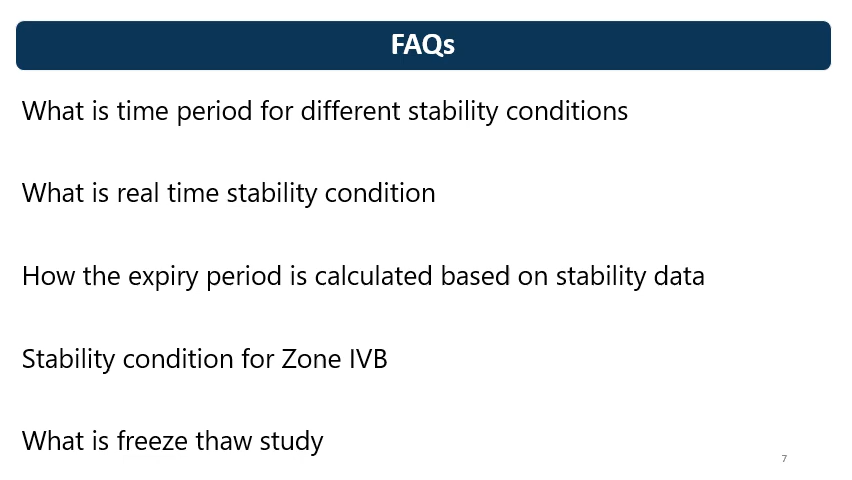 FAQs
What is time period for different stability conditions
What is real time stability condition
How the expiry period is calculated based on stability data
Stability condition for Zone IVB
What is freeze thaw study
7